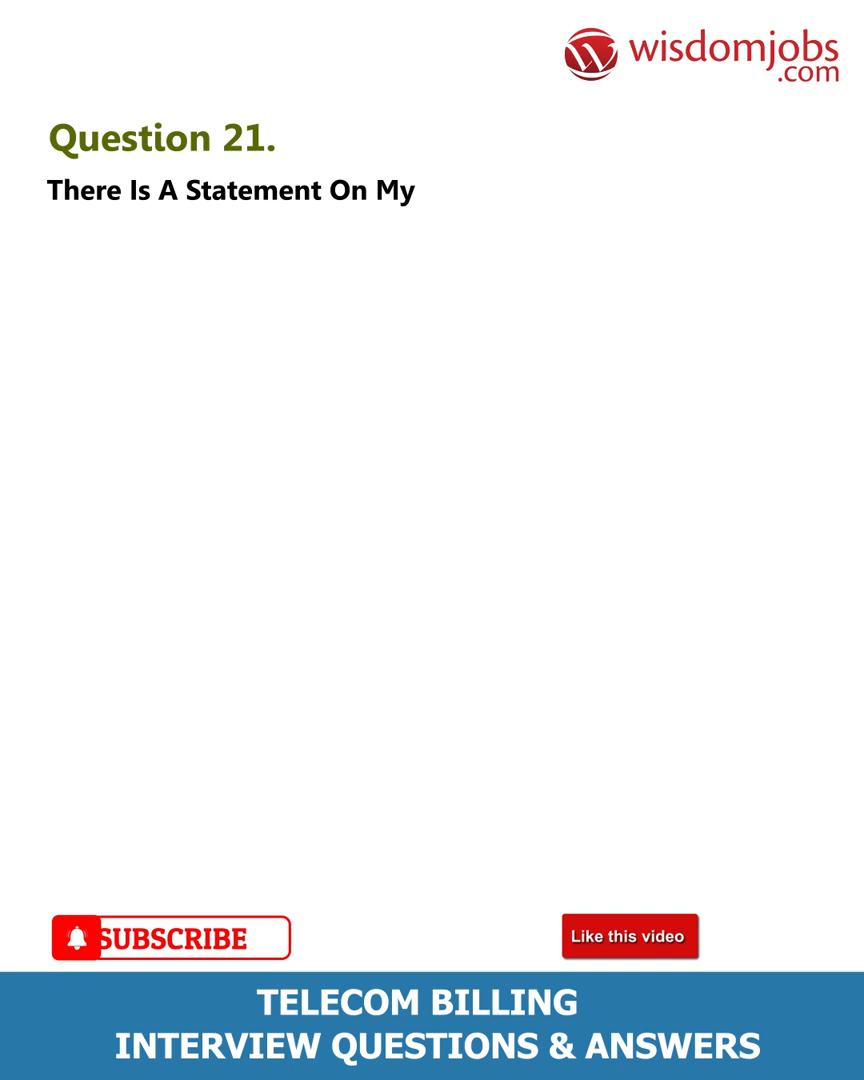 wisdomjobs
.com
Question 21.
There Is A Statement On My
SUBSCRIBE
Like this video
TELECOM BILLING
INTERVIEW QUESTIONS & ANSWERS